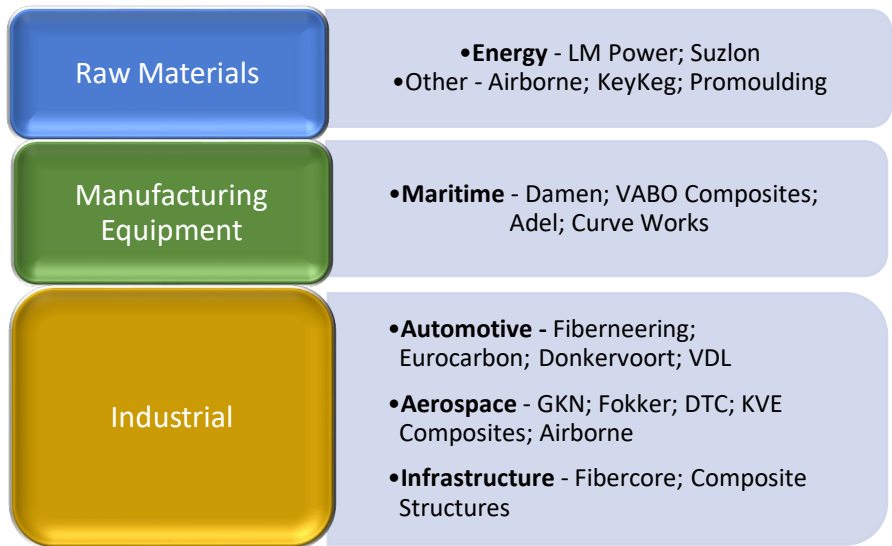 Raw Materials
•Energy - LM Power; Suzlon
•Other - Airborne; KeyKeg; Promoulding
Manufacturing
Equipment
•Maritime - Damen; VABO Composites;
Adel; Curve Works
Industrial
•Automotive - Fiberneering;
Eurocarbon; Donkervoort; VDL
•Aerospace - GKN; Fokker; DTC; KVE
Composites; Airborne
•Infrastructure - Fibercore; Composite
Structures